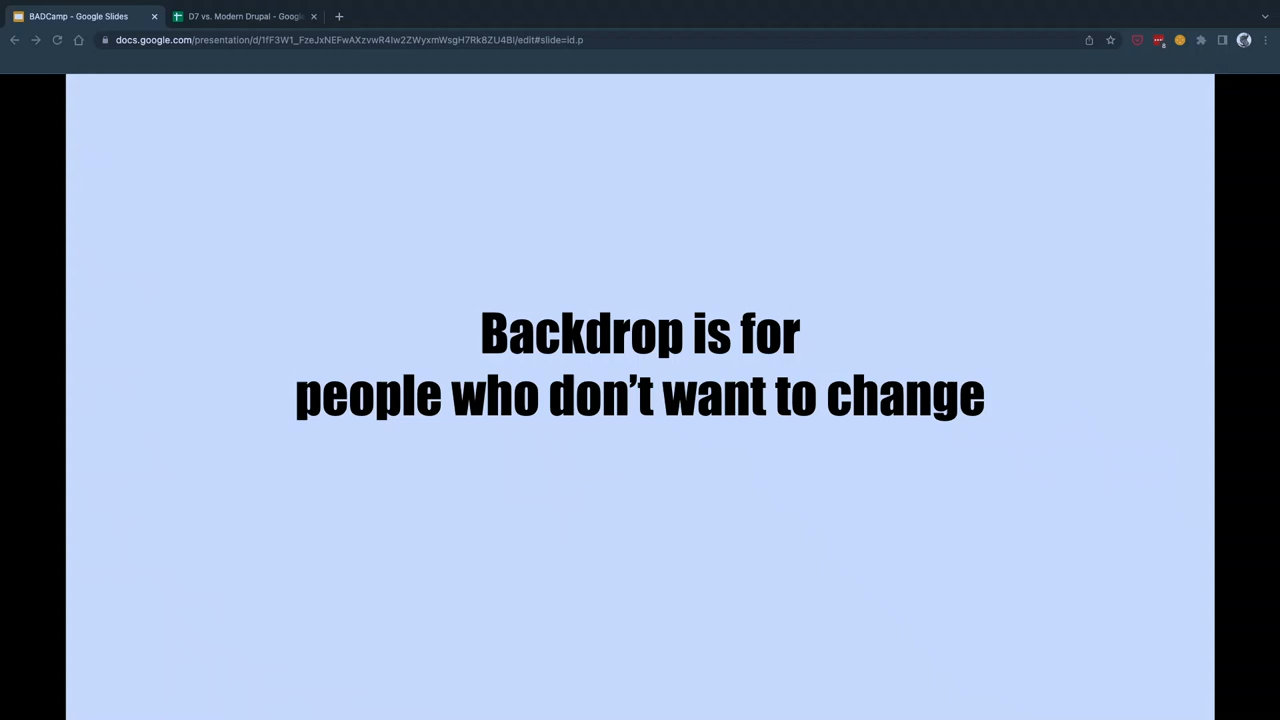 BADCamp - Google Slides
D7 vs. Modern Drupal - Google
docs.google.com/presentation/d/1fF3W1_FzeJxNEFwAXzvwR4Iw2ZWyxmWsgH7Rk8ZU4BI/edit#slide=id.p
8
Backdrop is for
people who don’t want to change